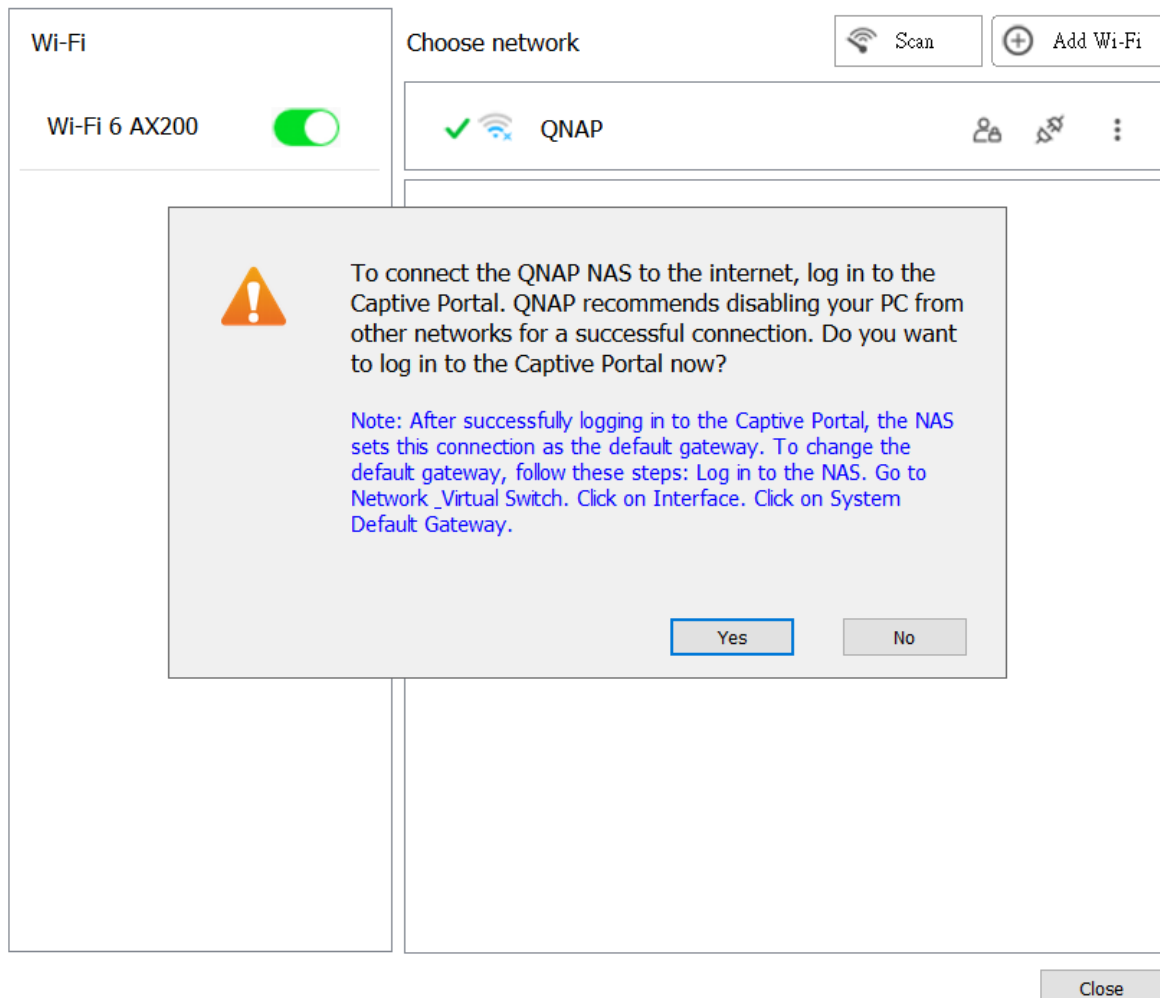 Wi-Fi
Choose network
Scan
Add Wi-Fi
Wi-Fi 6 AX200
QNAP
To connect the QNAP NAS to the internet, log in to the
Captive Portal. QNAP recommends disabling your PC from
other networks for a successful connection. Do you want
to log in to the Captive Portal now?
Note: After successfully logging in to the Captive Portal, the NAS
sets this connection as the default gateway. To change the
default gateway, follow these steps: Log in to the NAS. Go to
Network _Virtual Switch. Click on Interface. Click on System
Default Gateway.
Yes
No
Close